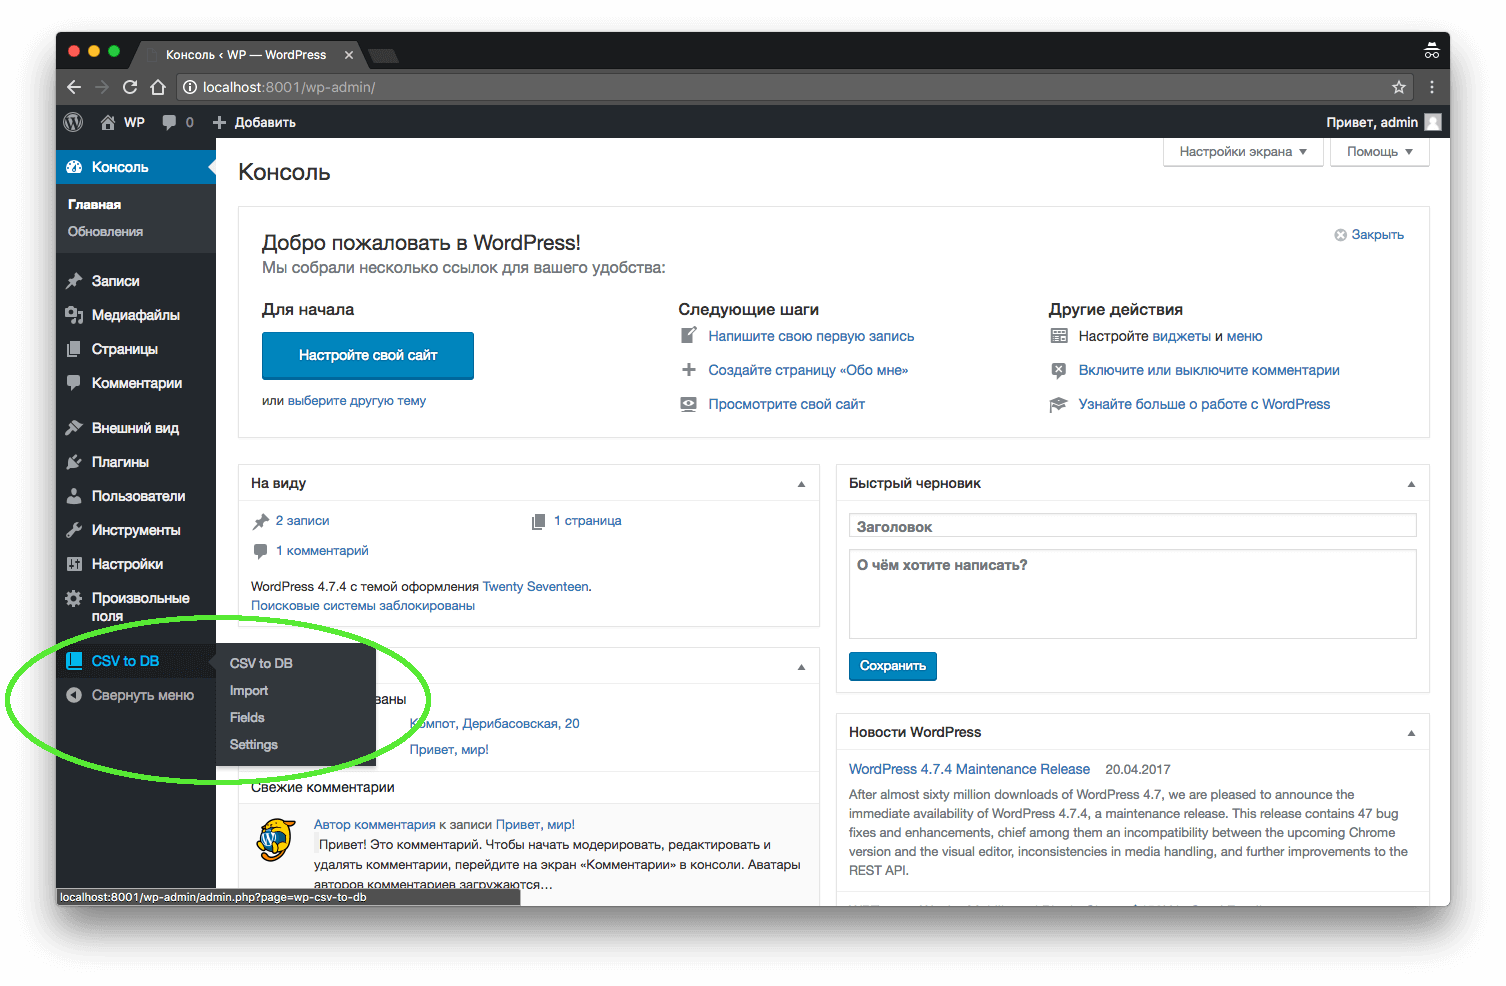 Консоль ‹ WP — WordPress
localhost:8001/wp-admin/
WP 0 Добавить
Привет, admin
Консоль
Главная
Обновления
Записи
Медиафайлы
Страницы
Комментарии
Внешний вид
Плагины
Пользователи
Инструменты
Настройки
Произвольные
поля
CSV to DB
Свернуть меню
CSV to DB
Import
Fields
Settings
Консоль
Настройки экрана
Помощь
Добро пожаловать в WordPress!
Мы собрали несколько ссылок для вашего удобства:
Закрыть
Для начала
Настройте свой сайт
или выберите другую тему
Следующие шаги
Напишите свою первую запись
Создайте страницу «Обо мне»
Просмотрите свой сайт
Другие действия
Настройте виджеты и меню
Включите или выключите комментарии
Узнайте больше о работе с WordPress
На виду
2 записи
1 страница
1 комментарий
WordPress 4.7.4 с темой оформления Twenty Seventeen.
Поисковые системы заблокированы
ваны
Компот, Дерибасовская, 20
Привет, мир!
Свежие комментарии
Автор комментария к записи Привет, мир!
Привет! Это комментарий. Чтобы начать модерировать, редактировать и
удалять комментарии, перейдите на экран «Комментарии» в консоли. Аватары
авторов комментариев загружаются…
Быстрый черновик
Заголовок
О чём хотите написать?
Сохранить
Новости WordPress
WordPress 4.7.4 Maintenance Release 20.04.2017
After almost sixty million downloads of WordPress 4.7, we are pleased to announce the
immediate availability of WordPress 4.7.4, a maintenance release. This release contains 47 bug
fixes and enhancements, chief among them an incompatibility between the upcoming Chrome
version and the visual editor, inconsistencies in media handling, and further improvements to the
REST API.
localhost:8001/wp-admin/admin.php?page=wp-csv-to-db